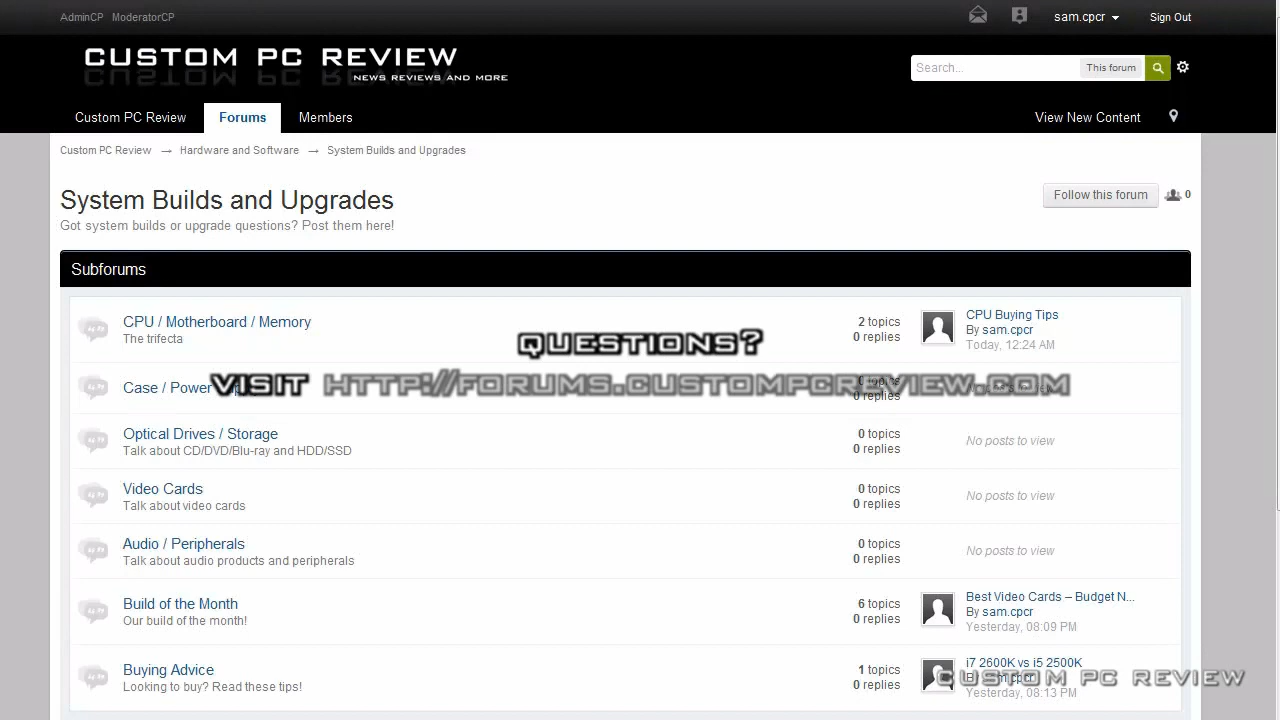 AdminCP ModeratorCP
sam.cpcr Sign Out
CUSTOM PC REVIEW
NEWS REVIEWS AND MORE
Search... This forum
Custom PC Review Forums Members View New Content
Custom PC Review → Hardware and Software → System Builds and Upgrades
System Builds and Upgrades
Follow this forum 0
Got system builds or upgrade questions? Post them here!
Subforums
CPU / Motherboard / Memory
The trifecta
2 topics
0 replies
CPU Buying Tips
By sam.cpcr
Today, 12:24 AM
QUESTIONS?
VISIT HTTP://FORUMS.CUSTOMPCREVIEW.COM
Case / Power
0 topics
0 replies
No posts to view
Optical Drives / Storage
Talk about CD/DVD/Blu-ray and HDD/SSD
0 topics
0 replies
No posts to view
Video Cards
Talk about video cards
0 topics
0 replies
No posts to view
Audio / Peripherals
Talk about audio products and peripherals
0 topics
0 replies
No posts to view
Build of the Month
Our build of the month!
6 topics
0 replies
Best Video Cards – Budget N...
By sam.cpcr
Yesterday, 08:09 PM
Buying Advice
Looking to buy? Read these tips!
1 topics
0 replies
i7 2600K vs i5 2500K
By sam.cpcr
Yesterday, 08:13 PM
CUSTOM PC REVIEW